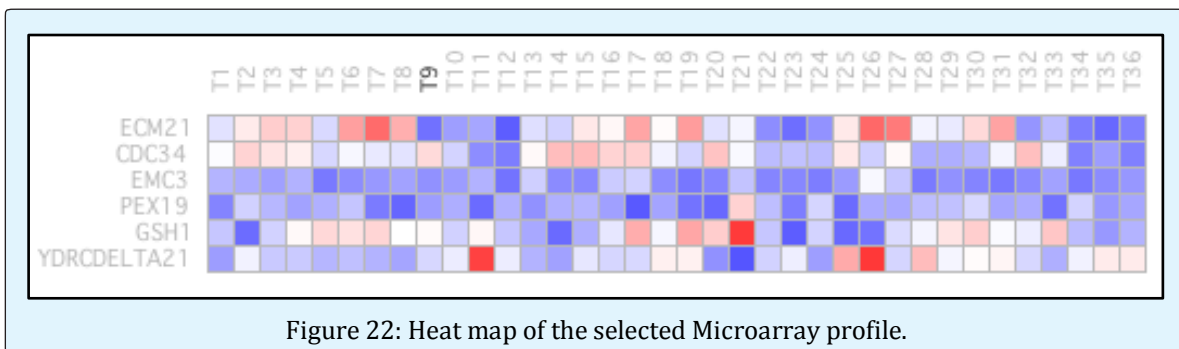 T1 T2 T3 T4 T5 T6 T7 T8 T9 T10 T11 T12 T13 T14 T15 T16 T17 T18 T19 T20 T21 T22 T23 T24 T25 T26 T27 T28 T29 T30 T31 T32 T33 T34 T35 T36
ECM21
CDC34
EMC3
PEX19
GSH1
YDRCDELTA21
Figure 22: Heat map of the selected Microarray profile.